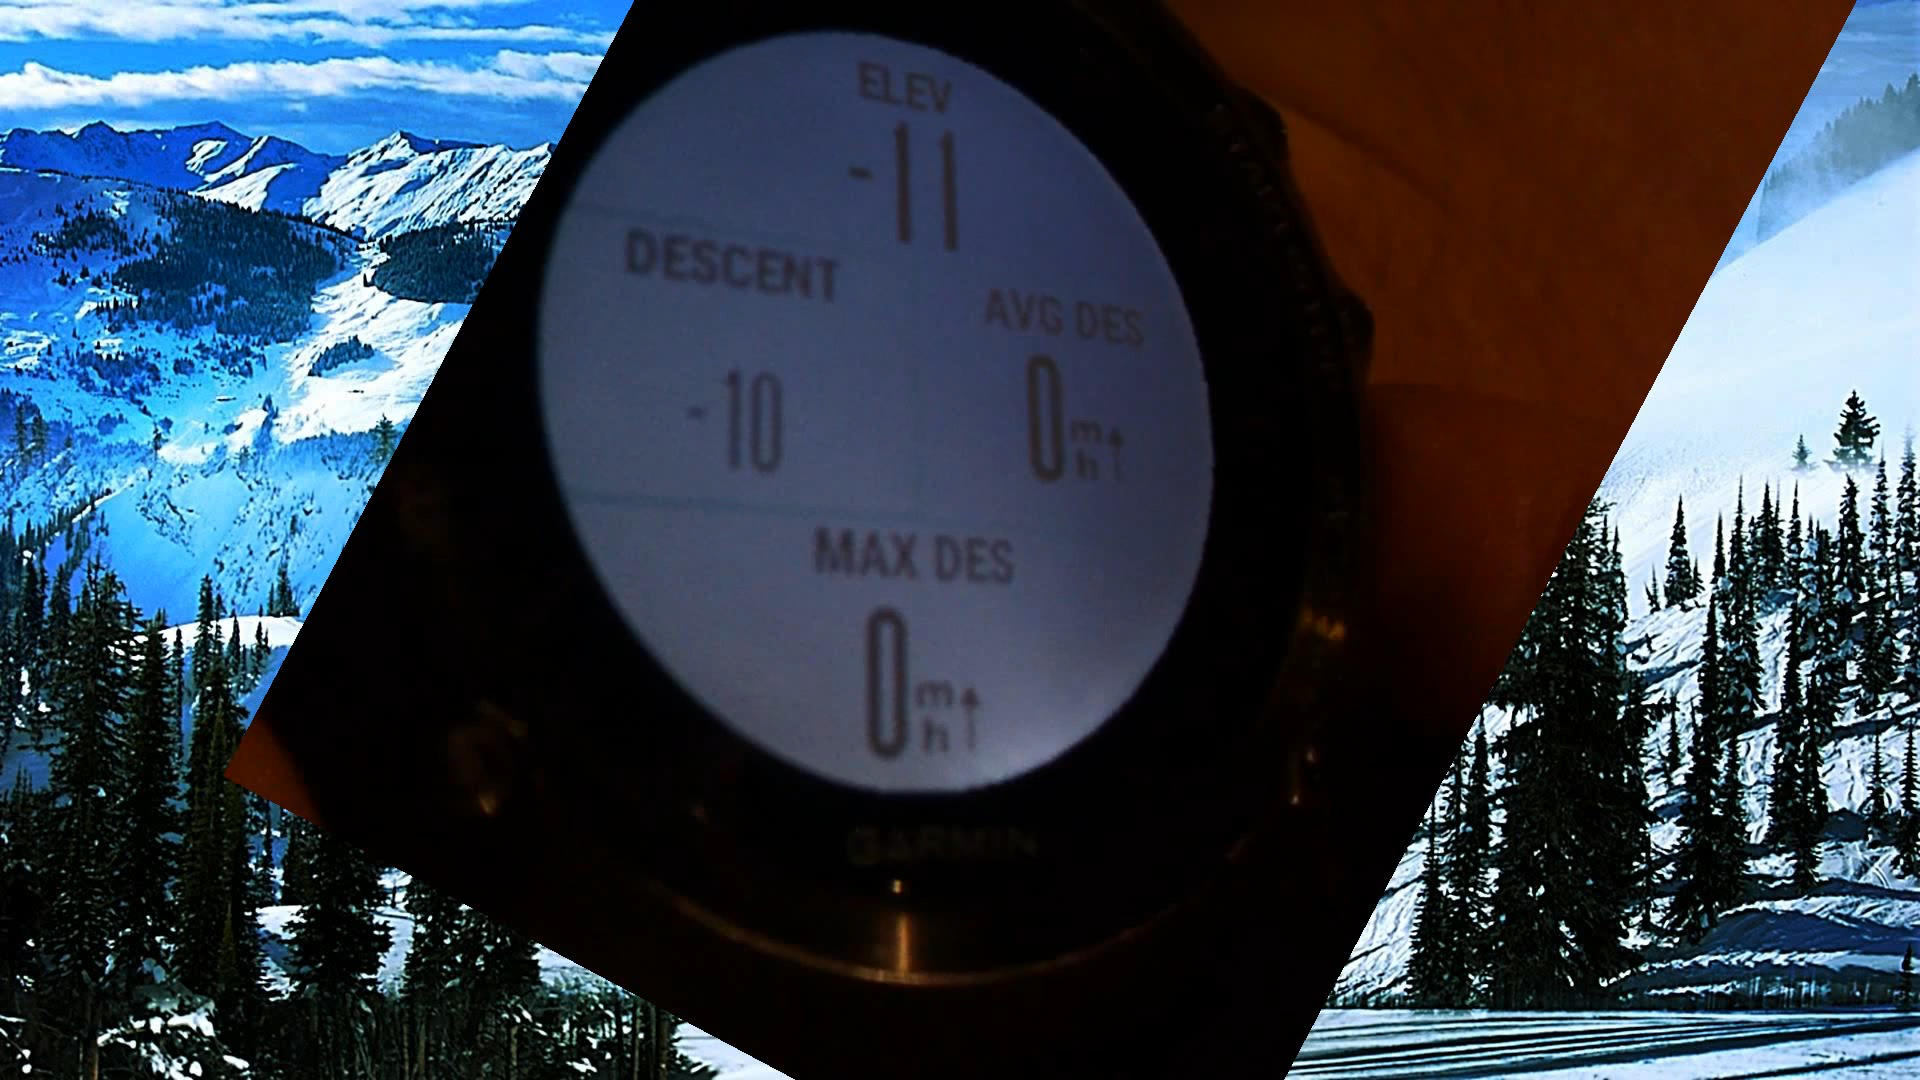 ELEV
-11
DESCENT
-10
AVG DES
0 m h
MAX DES
0 m h
GARMIN